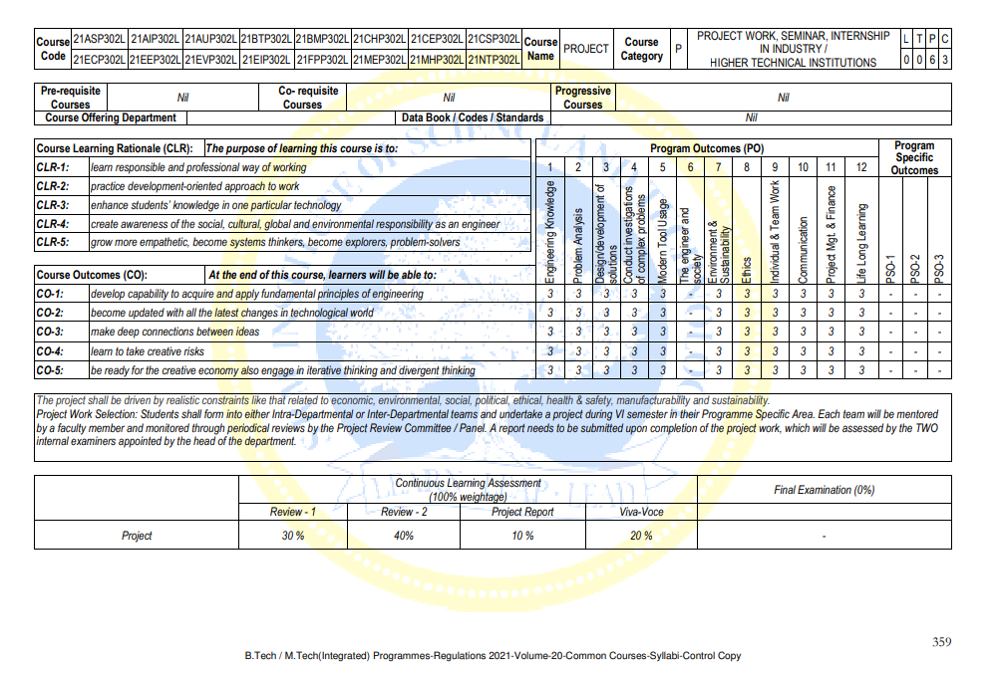 Course Code 21ASP302L 21AIP302L 21AUP302L 21BTP302L 21BMP302L 21CHP302L 21CEP302L 21CSP302L Course Name PROJECT Course Category P PROJECT WORK, SEMINAR, INTERNSHIP IN INDUSTRY / HIGHER TECHNICAL INSTITUTIONS L T P C
21ECP302L 21EEP302L 21EVP302L 21EIP302L 21FPP302L 21MEP302L 21MHP302L 21NTP302L 0 0 6 3
Pre-requisite Courses Nil Co- requisite Courses Nil Progressive Courses Nil
Course Offering Department Data Book / Codes / Standards Nil
Course Learning Rationale (CLR): The purpose of learning this course is to:
CLR-1: learn responsible and professional way of working
CLR-2: practice development-oriented approach to work
CLR-3: enhance students' knowledge in one particular technology
CLR-4: create awareness of the social, cultural, global and environmental responsibility as an engineer
CLR-5: grow more empathetic, become systems thinkers, become explorers, problem-solvers
Program Outcomes (PO) Program Specific Outcomes
1 2 3 4 5 6 7 8 9 10 11 12
Engineering Knowledge
Problem Analysis
Design/development of solutions
Conduct investigations of complex problems
Modern Tool Usage
The engineer and society
Environment & Sustainability
Ethics
Individual & Team Work
Communication
Project Mgt. & Finance
Life Long Learning
PSO-1
PSO-2
PSO-3
Course Outcomes (CO): At the end of this course, learners will be able to:
CO-1: develop capability to acquire and apply fundamental principles of engineering 3 3 3 3 3 - 3 3 3 3 3 3 - - -
CO-2: become updated with all the latest changes in technological world 3 3 3 3 3 - 3 3 3 3 3 3 - - -
CO-3: make deep connections between ideas 3 3 3 3 3 - 3 3 3 3 3 3 - - -
CO-4: learn to take creative risks 3 3 3 3 3 - 3 3 3 3 3 3 - - -
CO-5: be ready for the creative economy also engage in iterative thinking and divergent thinking 3 3 3 3 3 - 3 3 3 3 3 3 - - -
The project shall be driven by realistic constraints like that related to economic, environmental, social, political, ethical, health & safety, manufacturability and sustainability.
Project Work Selection: Students shall form into either Intra-Departmental or Inter-Departmental teams and undertake a project during VI semester in their Programme Specific Area. Each team will be mentored
by a faculty member and monitored through periodical reviews by the Project Review Committee / Panel. A report needs to be submitted upon completion of the project work, which will be assessed by the TWO
internal examiners appointed by the head of the department.
Continuous Learning Assessment
(100% weightage)
Final Examination (0%)
Review - 1 Review - 2 Project Report Viva-Voce
Project 30 % 40% 10 % 20 % -
359
B.Tech / M.Tech(Integrated) Programmes-Regulations 2021-Volume-20-Common Courses-Syllabi-Control Copy